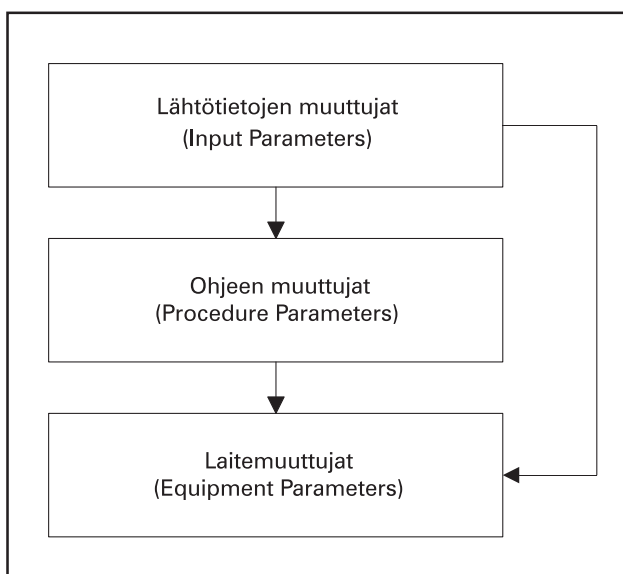 Lähtötietojen muuttujat
(Input Parameters)
Ohjeen muuttujat
(Procedure Parameters)
Laitemuuttujat
(Equipment Parameters)